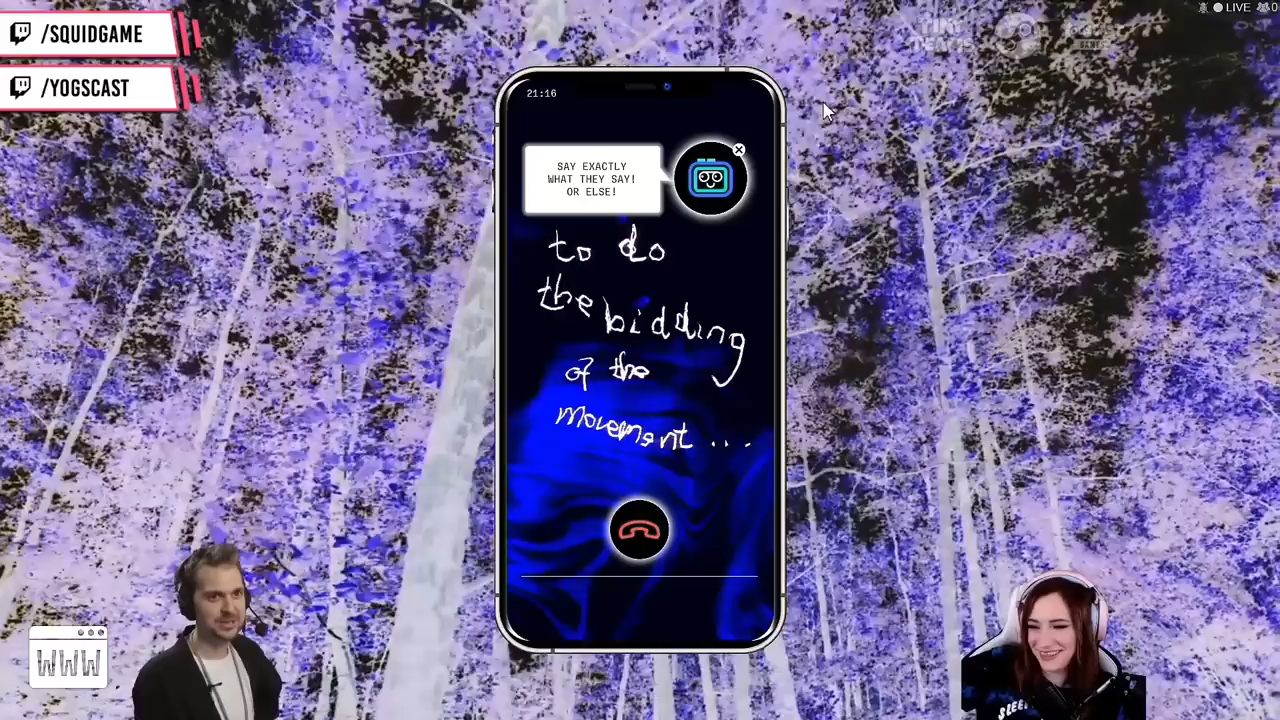 /SQUIDGAME
/YOGSCAST
LIVE
21:16
SAY EXACTLY
WHAT THEY SAY!
OR ELSE!
to do
the bidding
of the
movement ...
WWW